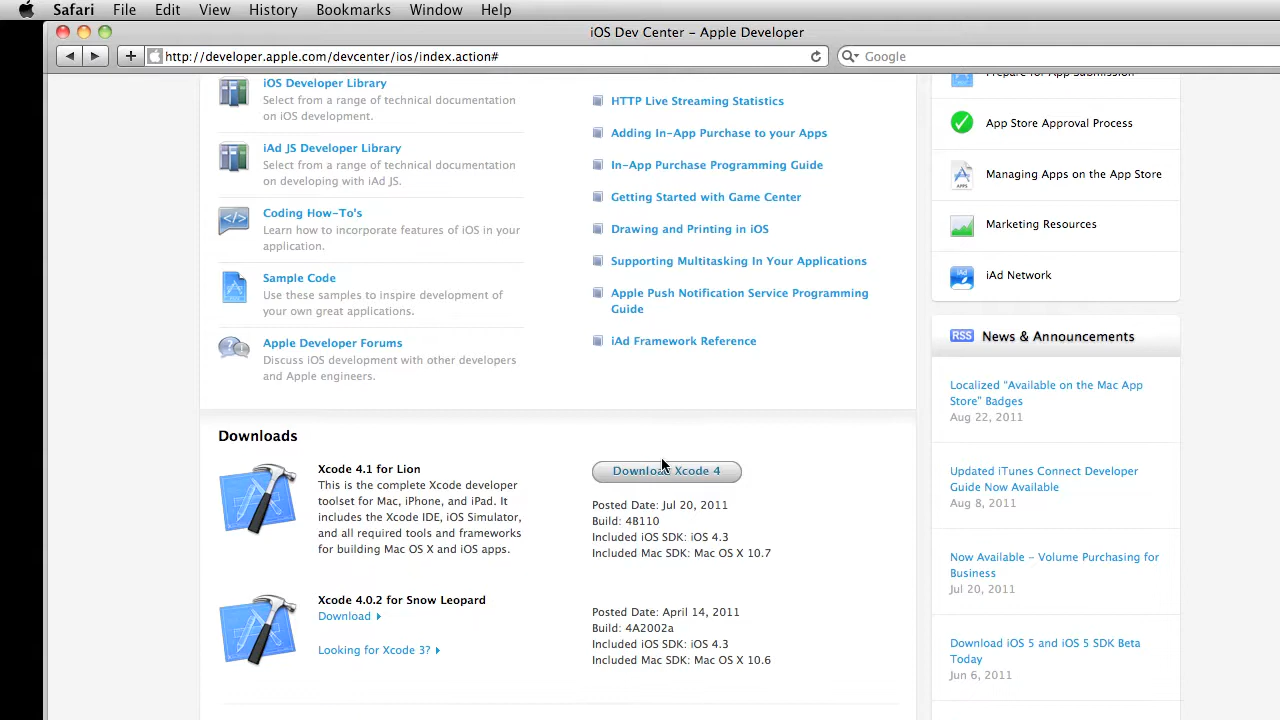 Safari File Edit View History Bookmarks Window Help
iOS Dev Center – Apple Developer
http://developer.apple.com/devcenter/ios/index.action#
Google
iOS Developer Library
Select from a range of technical documentation
on iOS development.
iAd JS Developer Library
Select from a range of technical documentation
on developing with iAd JS.
Coding How-To's
Learn how to incorporate features of iOS in your
application.
Sample Code
Use these samples to inspire development of
your own great applications.
Apple Developer Forums
Discuss iOS development with other developers
and Apple engineers.
HTTP Live Streaming Statistics
Adding In-App Purchase to your Apps
In-App Purchase Programming Guide
Getting Started with Game Center
Drawing and Printing in iOS
Supporting Multitasking In Your Applications
Apple Push Notification Service Programming
Guide
iAd Framework Reference
Prepare for App Submission
App Store Approval Process
APPS
Managing Apps on the App Store
Marketing Resources
iAd
iAd Network
RSS News & Announcements
Localized "Available on the Mac App
Store" Badges
Aug 22, 2011
Updated iTunes Connect Developer
Guide Now Available
Aug 8, 2011
Now Available – Volume Purchasing for
Business
Jul 20, 2011
Download iOS 5 and iOS 5 SDK Beta
Today
Jun 6, 2011
Downloads
Xcode 4.1 for Lion
This is the complete Xcode developer
toolset for Mac, iPhone, and iPad. It
includes the Xcode IDE, iOS Simulator,
and all required tools and frameworks
for building Mac OS X and iOS apps.
Download Xcode 4
Posted Date: Jul 20, 2011
Build: 4B110
Included iOS SDK: iOS 4.3
Included Mac SDK: Mac OS X 10.7
Xcode 4.0.2 for Snow Leopard
Download
Looking for Xcode 3?
Posted Date: April 14, 2011
Build: 4A2002a
Included iOS SDK: iOS 4.3
Included Mac SDK: Mac OS X 10.6